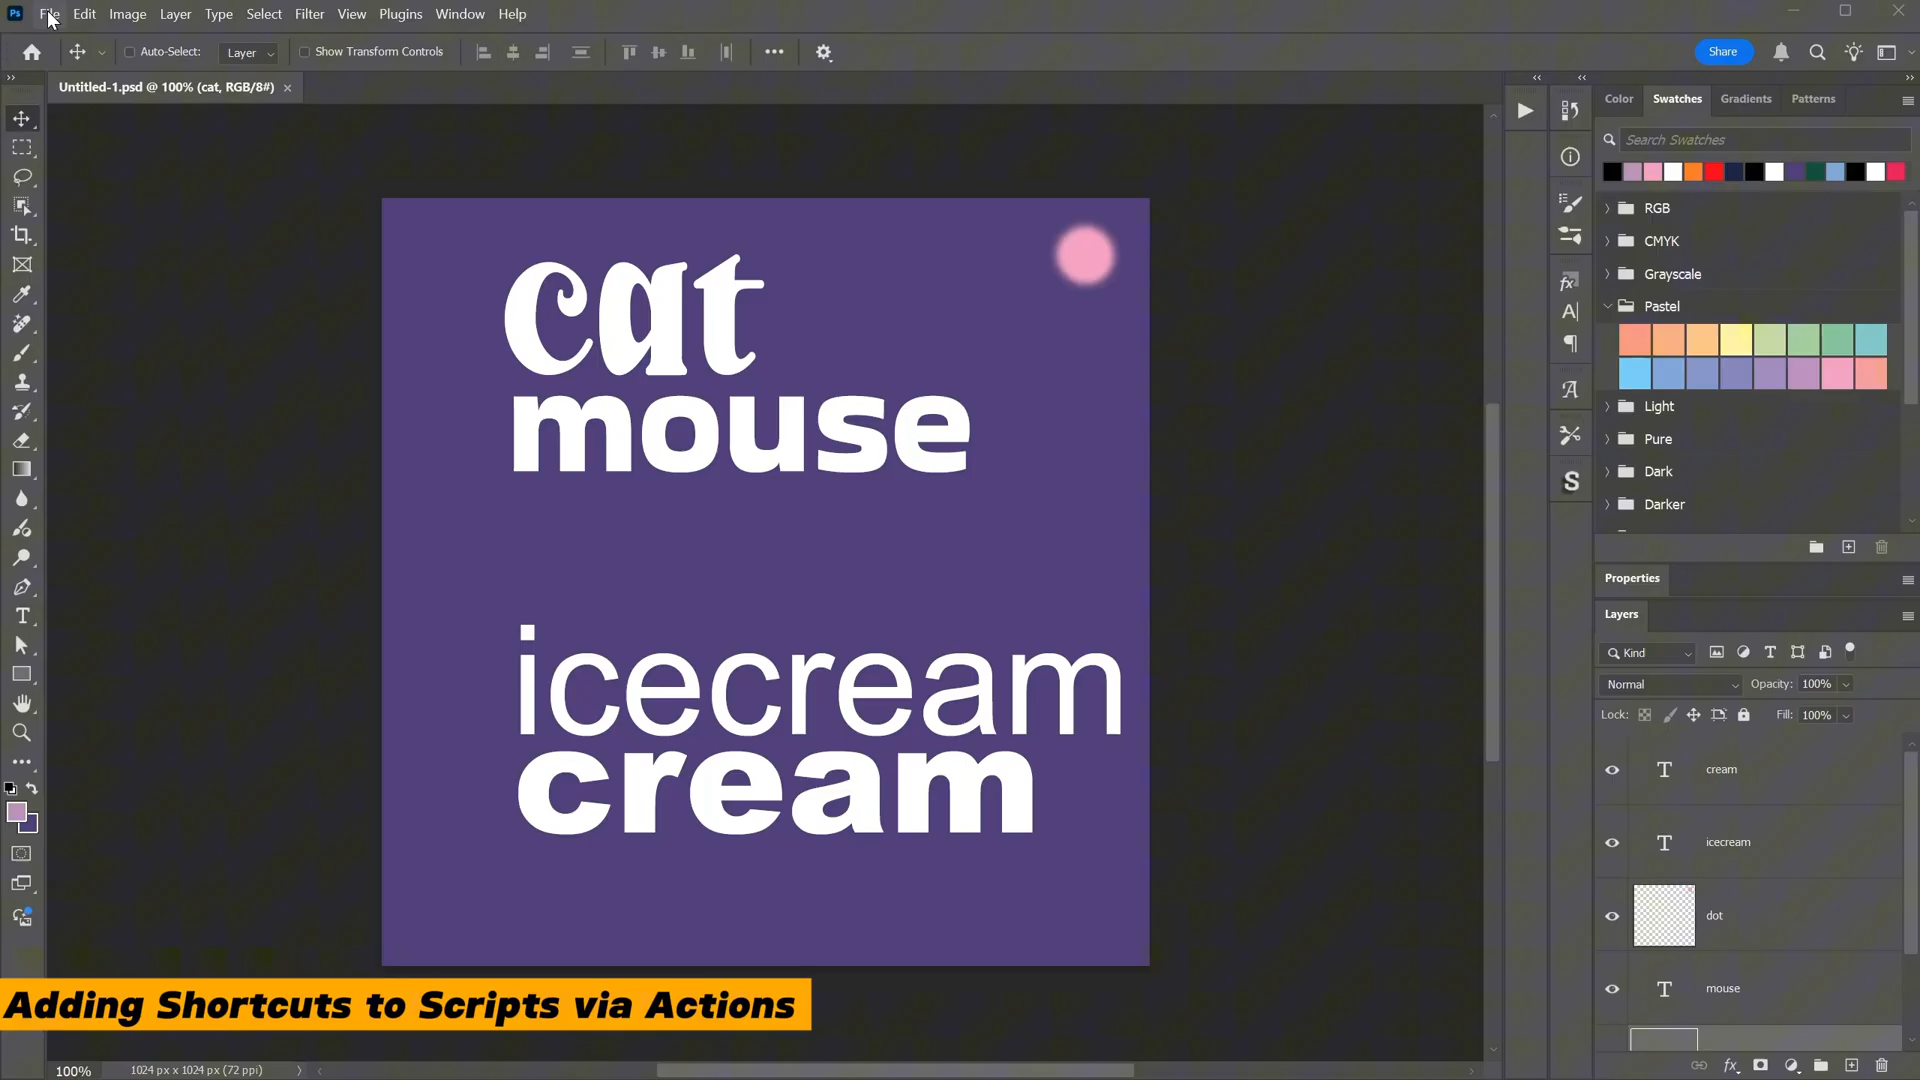 Ps File Edit Image Layer Type Select Filter View Plugins Window Help
Auto-Select: Layer Show Transform Controls Share
Untitled-1.psd @ 100% (cat, RGB/8#)
Color Swatches Gradients Patterns
Search Swatches
RGB
CMYK
Grayscale
Pastel
Light
Pure
Dark
Darker
cat
mouse
icecream
cream
Properties
Layers
Kind
Normal Opacity: 100%
Lock: Fill: 100%
cream
icecream
dot
mouse
Adding Shortcuts to Scripts via Actions
100% 1024 px x 1024 px (72 ppi)